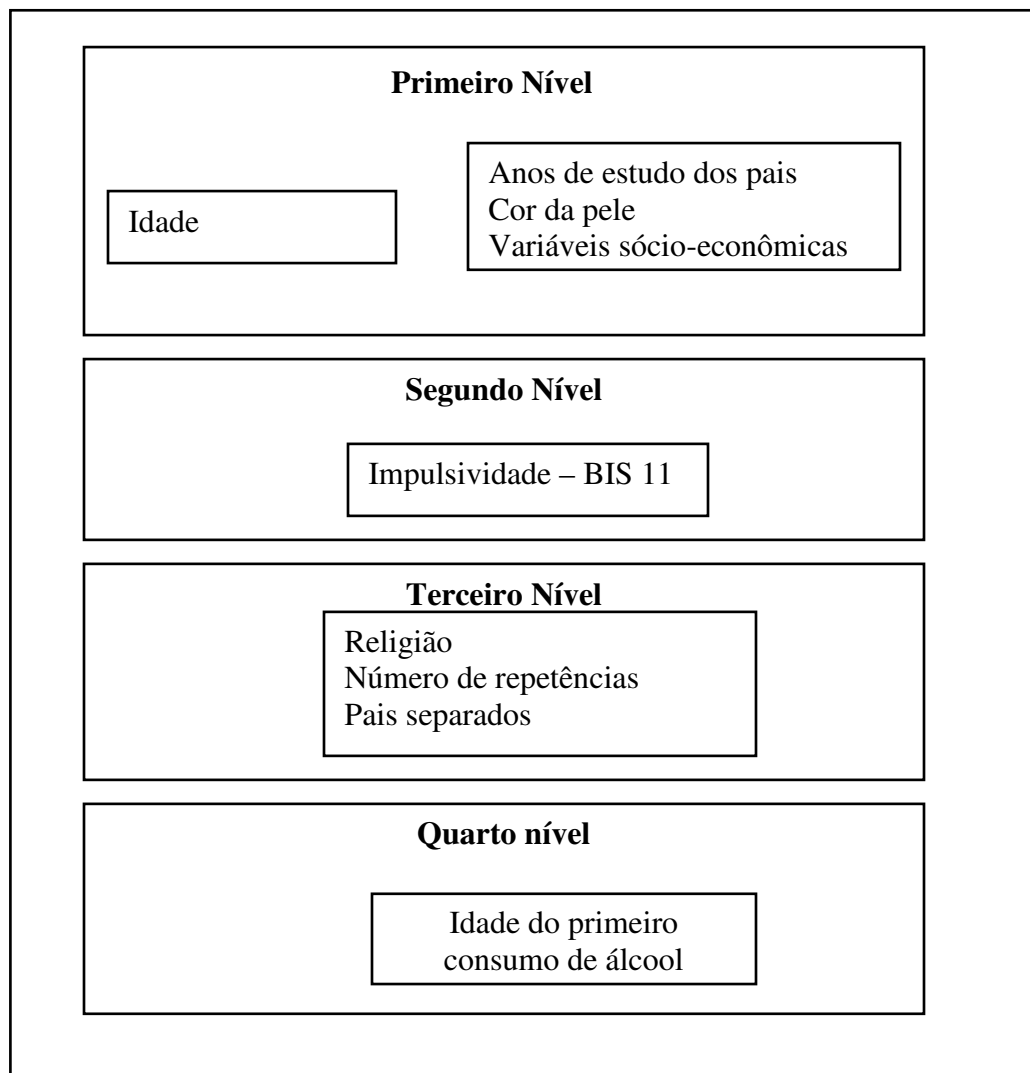 Primeiro Nível
Idade
Anos de estudo dos pais
Cor da pele
Variáveis sócio-econômicas
Segundo Nível
Impulsividade – BIS 11
Terceiro Nível
Religião
Número de repetências
Pais separados
Quarto nível
Idade do primeiro
consumo de álcool